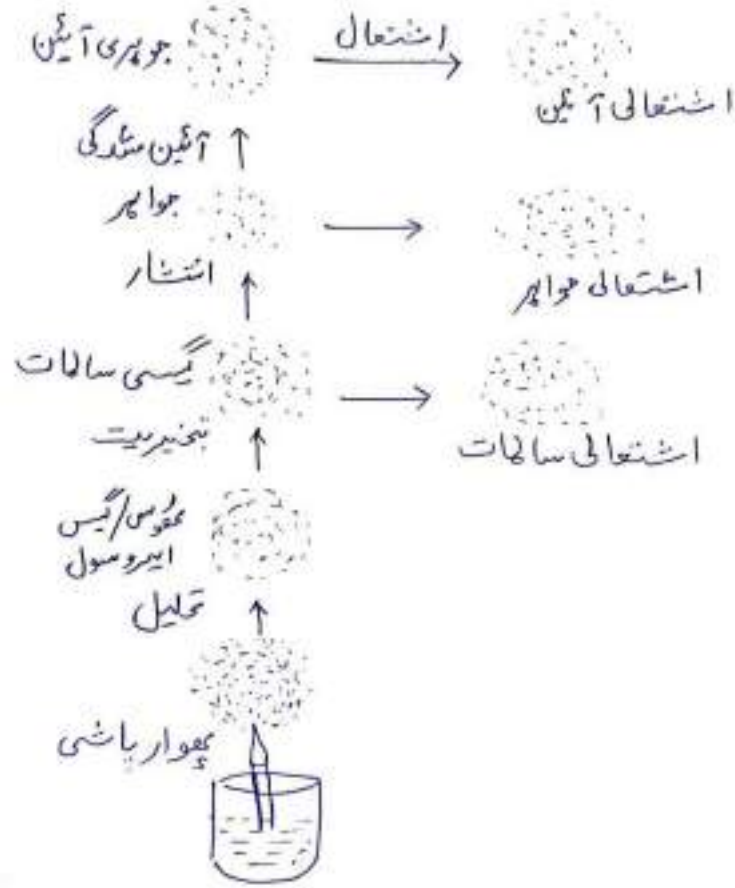 جوہری آئین
اشتعال
اشتعالی آئین
آئین شدگی
جواہر
اشتعالی جواہر
انتشار
گیسی سالمات
اشتعالی سالمات
تبخیریت
ٹھوس/گیس
ایروسول
تحلیل
پھوار پاشی